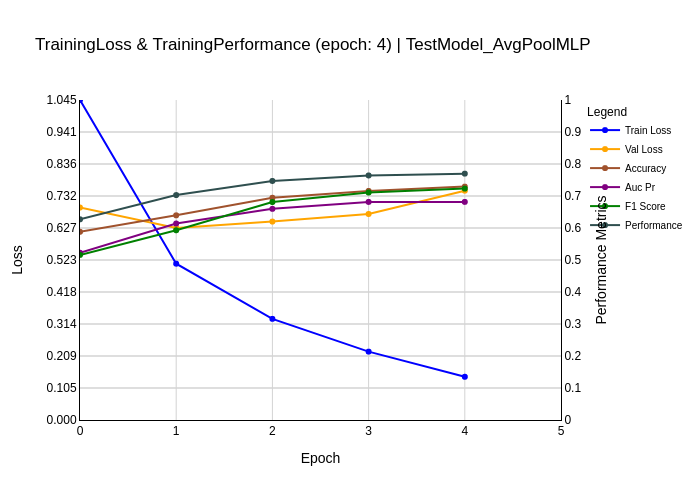 TrainingLoss & TrainingPerformance (epoch: 4) | TestModel_AvgPoolMLP
1.045
0.941
0.836
0.732
0.627
0.523
0.418
0.314
0.209
0.105
0.000
Loss
0 1 2 3 4 5
Epoch
1
0.9
0.8
0.7
0.6
0.5
0.4
0.3
0.2
0.1
0
Performance Metrics
Legend
Train Loss
Val Loss
Accuracy
Auc Pr
F1 Score
Performance